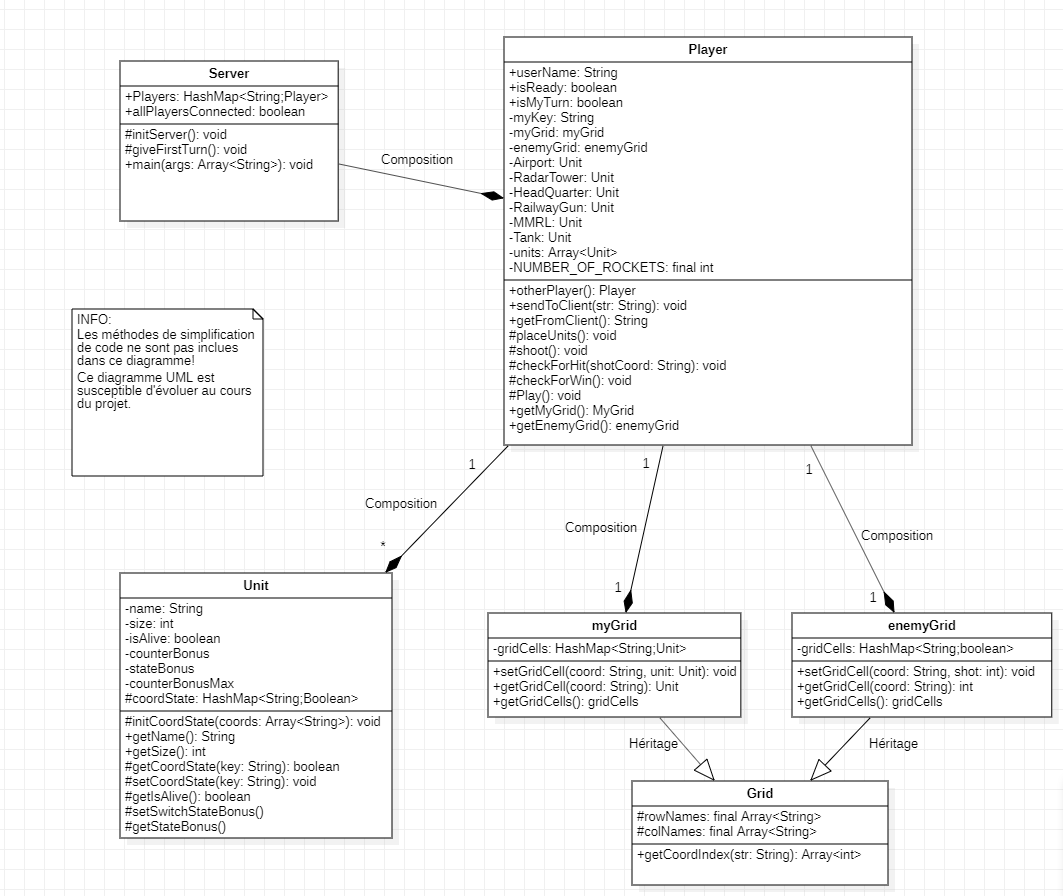 Server
+Players: HashMap<String;Player>
+allPlayersConnected: boolean
#initServer(): void
#giveFirstTurn(): void
+main(args: Array<String>): void
Composition
Player
+userName: String
+isReady: boolean
+isMyTurn: boolean
-myKey: String
-myGrid: myGrid
-enemyGrid: enemyGrid
-Airport: Unit
-RadarTower: Unit
-HeadQuarter: Unit
-RailwayGun: Unit
-MMRL: Unit
-Tank: Unit
-units: Array<Unit>
-NUMBER_OF_ROCKETS: final int
+otherPlayer(): Player
+sendToClient(str: String): void
+getFromClient(): String
#placeUnits(): void
#shoot(): void
#checkForHit(shotCoord: String): void
#checkForWin(): void
#Play(): void
+getMyGrid(): MyGrid
+getEnemyGrid(): enemyGrid
INFO:
Les méthodes de simplification
de code ne sont pas inclues
dans ce diagramme!
Ce diagramme UML est
susceptible d'évoluer au cours
du projet.
1
Composition
*
1
Composition
1
1
Composition
1
Unit
-name: String
-size: int
-isAlive: boolean
-counterBonus
-stateBonus
-counterBonusMax
#coordState: HashMap<String;Boolean>
#initCoordState(coords: Array<String>): void
+getName(): String
+getSize(): int
#getCoordState(key: String): boolean
#setCoordState(key: String): void
#getIsAlive(): boolean
#setSwitchStateBonus()
#getStateBonus()
myGrid
-gridCells: HashMap<String;Unit>
+setGridCell(coord: String, unit: Unit): void
+getGridCell(coord: String): Unit
+getGridCells(): gridCells
enemyGrid
-gridCells: HashMap<String;boolean>
+setGridCell(coord: String, shot: int): void
+getGridCell(coord: String): int
+getGridCells(): gridCells
Héritage
Héritage
Grid
#rowNames: final Array<String>
#colNames: final Array<String>
+getCoordIndex(str: String): Array<int>